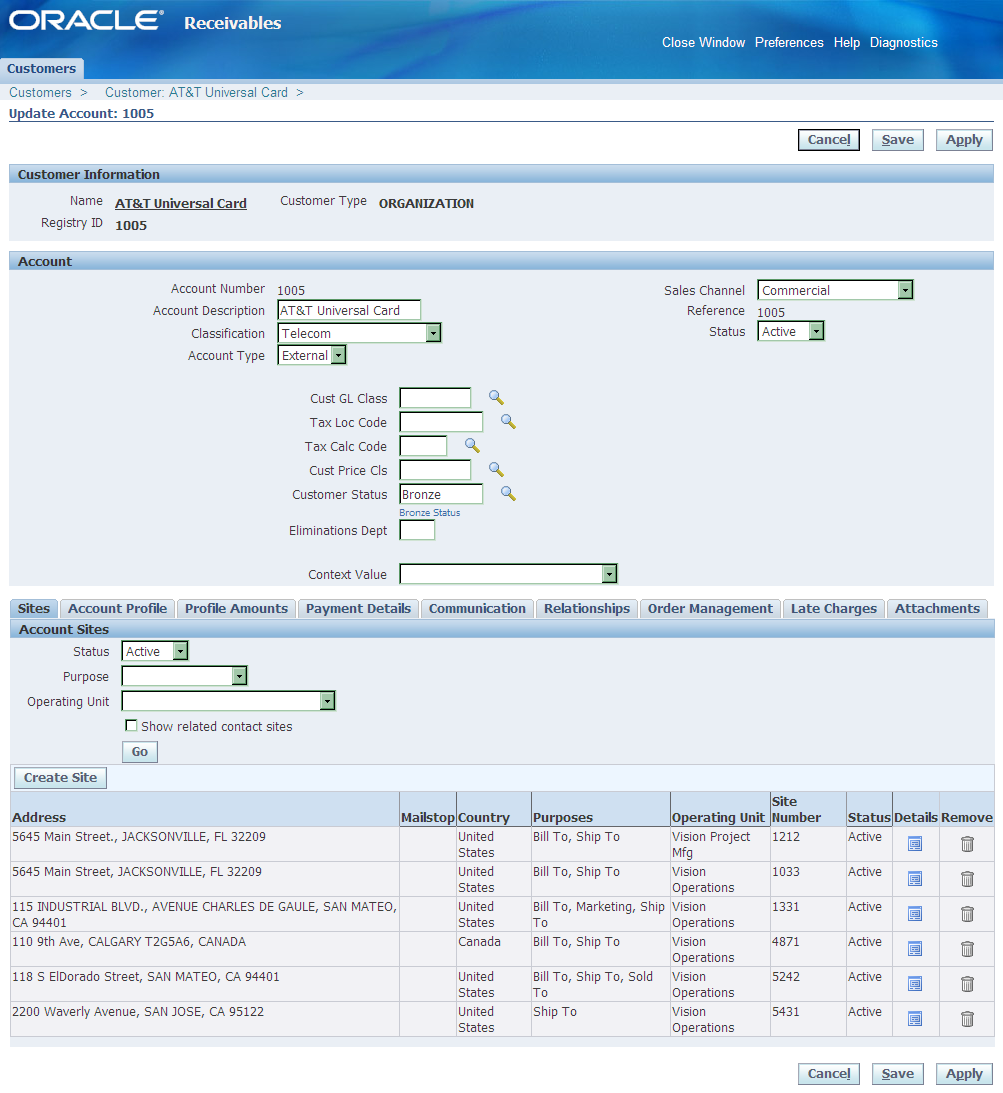 ORACLE® Receivables
Close Window Preferences Help Diagnostics
Customers
Customers > Customer: AT&T Universal Card >
Update Account: 1005
Cancel Save Apply
Customer Information
Name AT&T Universal Card Customer Type ORGANIZATION
Registry ID 1005
Account
Account Number 1005 Sales Channel Commercial
Account Description AT&T Universal Card Reference 1005
Classification Telecom Status Active
Account Type External
Cust GL Class
Tax Loc Code
Tax Calc Code
Cust Price Cls
Customer Status Bronze
Bronze Status
Eliminations Dept
Context Value
Sites Account Profile Profile Amounts Payment Details Communication Relationships Order Management Late Charges Attachments
Account Sites
Status Active
Purpose
Operating Unit
Show related contact sites
Go
Create Site
Site
Address Mailstop Country Purposes Operating Unit Number Status Details Remove
5645 Main Street., JACKSONVILLE, FL 32209 United Bill To, Ship To Vision Project 1212 Active
States Mfg
5645 Main Street, JACKSONVILLE, FL 32209 United Bill To, Ship To Vision 1033 Active
States Operations
115 INDUSTRIAL BLVD., AVENUE CHARLES DE GAULE, SAN MATEO, United Bill To, Marketing, Ship Vision 1331 Active
CA 94401 States To Operations
110 9th Ave, CALGARY T2G5A6, CANADA Canada Bill To, Ship To Vision 4871 Active
Operations
118 S ElDorado Street, SAN MATEO, CA 94401 United Bill To, Ship To, Sold Vision 5242 Active
States To Operations
2200 Waverly Avenue, SAN JOSE, CA 95122 United Ship To Vision 5431 Active
States Operations
Cancel Save Apply